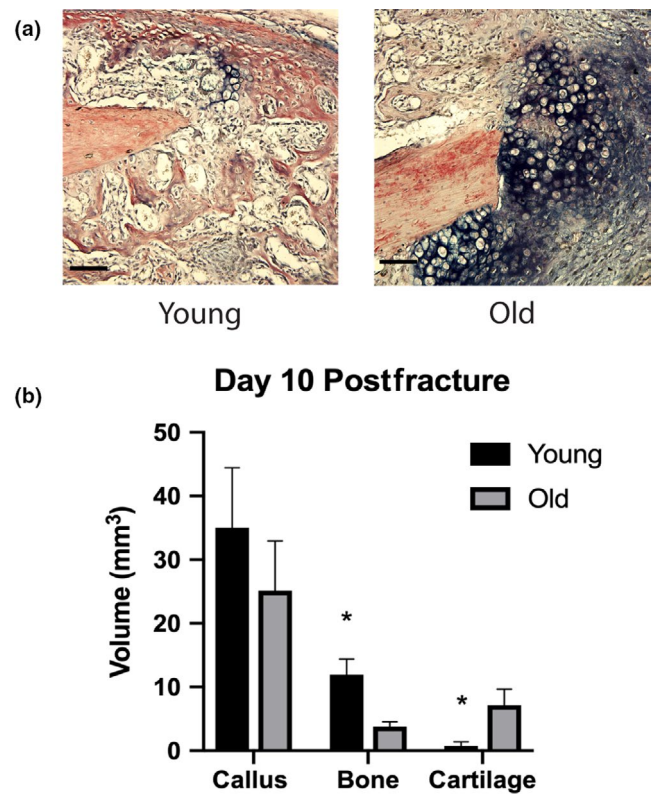 (a)
Young Old
(b)
Day 10 Postfracture
Volume (mm³)
50
40
30
20
10
0
Young
Old
*
*
Callus Bone Cartilage